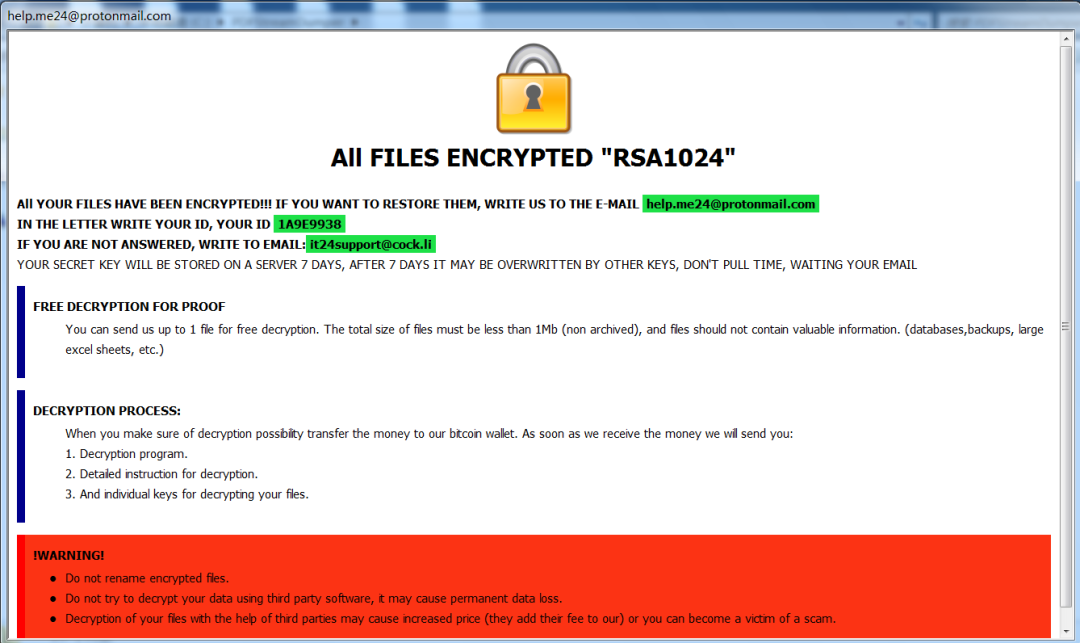 help.me24@protonmail.com
All FILES ENCRYPTED "RSA1024"
All YOUR FILES HAVE BEEN ENCRYPTED!!! IF YOU WANT TO RESTORE THEM, WRITE US TO THE E-MAIL help.me24@protonmail.com
IN THE LETTER WRITE YOUR ID, YOUR ID 1A9E9938
IF YOU ARE NOT ANSWERED, WRITE TO EMAIL: it24support@cock.li
YOUR SECRET KEY WILL BE STORED ON A SERVER 7 DAYS, AFTER 7 DAYS IT MAY BE OVERWRITTEN BY OTHER KEYS, DON'T PULL TIME, WAITING YOUR EMAIL
FREE DECRYPTION FOR PROOF
You can send us up to 1 file for free decryption. The total size of files must be less than 1Mb (non archived), and files should not contain valuable information. (databases,backups, large
excel sheets, etc.)
DECRYPTION PROCESS:
When you make sure of decryption possibility transfer the money to our bitcoin wallet. As soon as we receive the money we will send you:
1. Decryption program.
2. Detailed instruction for decryption.
3. And individual keys for decrypting your files.
!WARNING!
● Do not rename encrypted files.
● Do not try to decrypt your data using third party software, it may cause permanent data loss.
● Decryption of your files with the help of third parties may cause increased price (they add their fee to our) or you can become a victim of a scam.